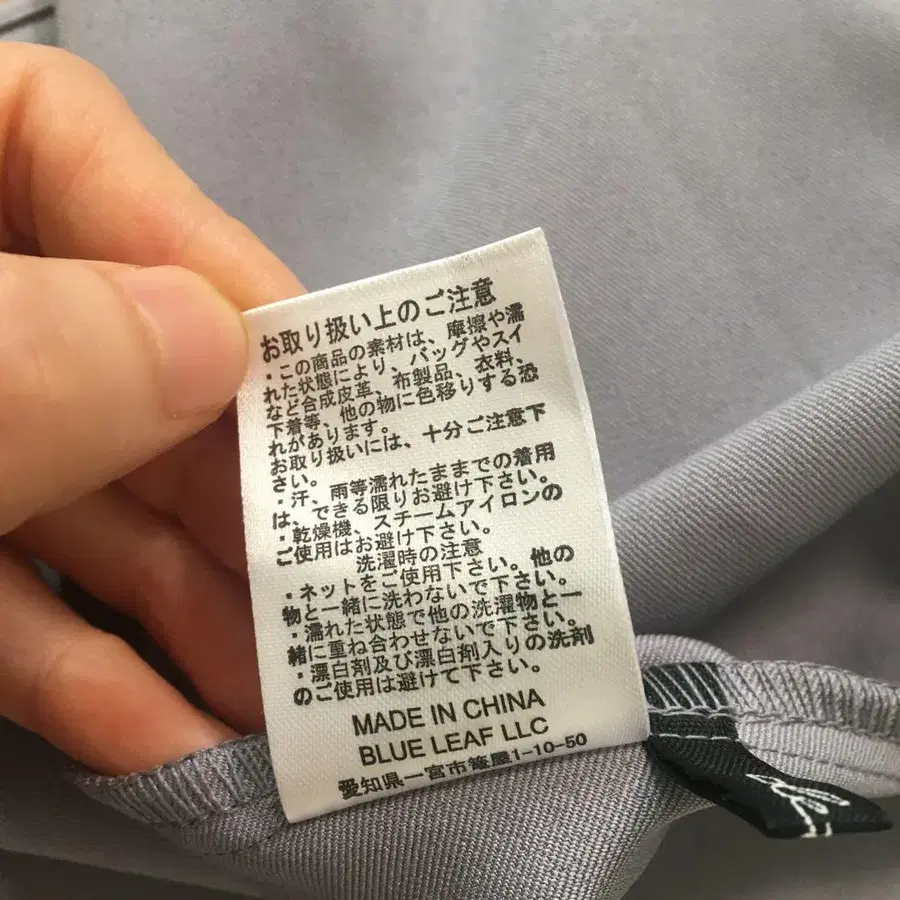 お取り扱い上のご注意
・この商品の素材は、摩擦や濡
れた状態により、バッグやスイ
など合成皮革、布製品、衣料、
下着等、他の物に色移りする恐
れがあります。
お取り扱いには、十分ご注意下
さい。
・汗、雨等濡れたままでの着用
は、できる限りお避け下さい。
・乾燥機、スチームアイロンの
ご使用はお避け下さい。
洗濯時の注意
・ネットをご使用下さい。他の
物と一緒に洗わないで下さい。
・濡れた状態で他の洗濯物と一
緒に重ね合わせないで下さい。
・漂白剤及び漂白剤入りの洗剤
のご使用は避けて下さい。
MADE IN CHINA
BLUE LEAF LLC
愛知県一宮市篭屋1-10-50